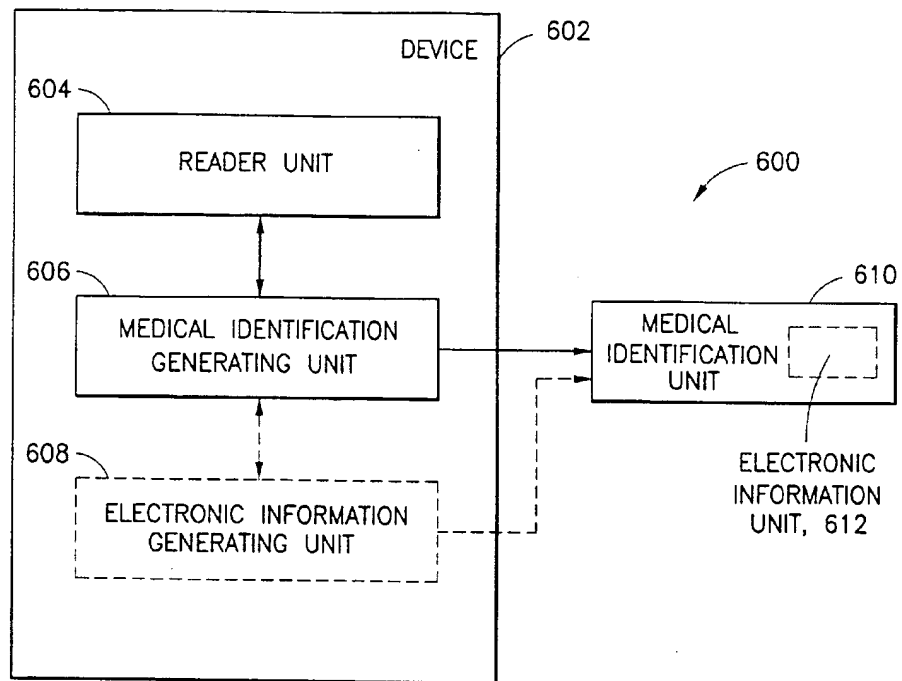 DEVICE
602
604
READER UNIT
600
606
MEDICAL IDENTIFICATION
GENERATING UNIT
610
MEDICAL
IDENTIFICATION
UNIT
608
ELECTRONIC INFORMATION
GENERATING UNIT
ELECTRONIC
INFORMATION
UNIT, 612